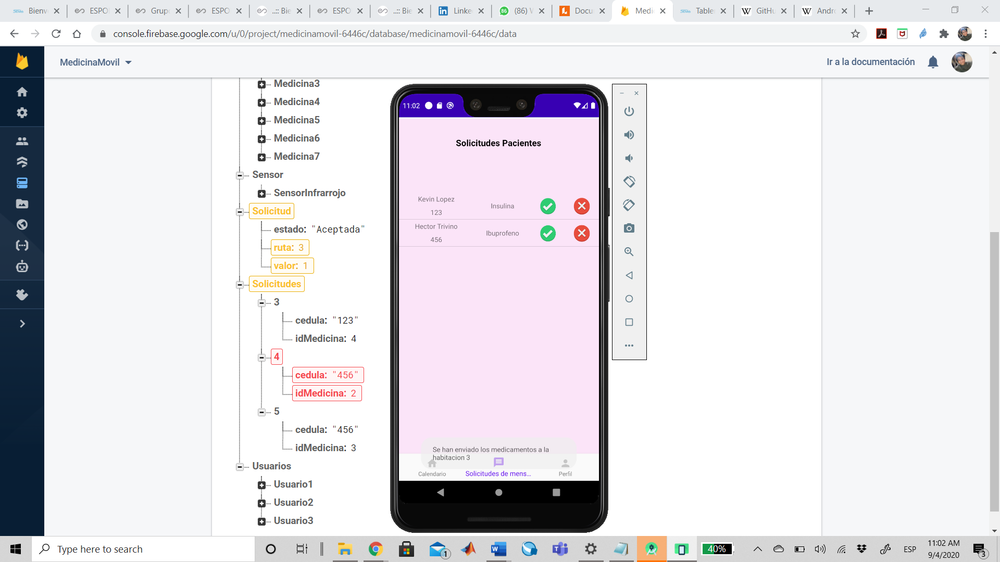 Bienv
ESPO
Grupo
ESPO
..:: Bie
ESPO
..:: Bie
Linke
(86) W
Docu
Medic
Table
GitHu
Andro
console.firebase.google.com/u/0/project/medicinamovil-6446c/database/medicinamovil-6446c/data
MedicinaMovil
Ir a la documentación
Medicina3
Medicina4
Medicina5
Medicina6
Medicina7
Sensor
SensorInfrarrojo
Solicitud
estado: "Aceptada"
ruta: 3
valor: 1
Solicitudes
3
cedula: "123"
idMedicina: 4
4
cedula: "456"
idMedicina: 2
5
cedula: "456"
idMedicina: 3
Usuarios
Usuario1
Usuario2
Usuario3
11:02
Solicitudes Pacientes
Kevin Lopez
123
Insulina
Hector Trivino
456
Ibuprofeno
Se han enviado los medicamentos a la
habitacion 3
Calendario
Solicitudes de mens...
Perfil
Type here to search
1
40%
ESP
11:02 AM
9/4/2020
3